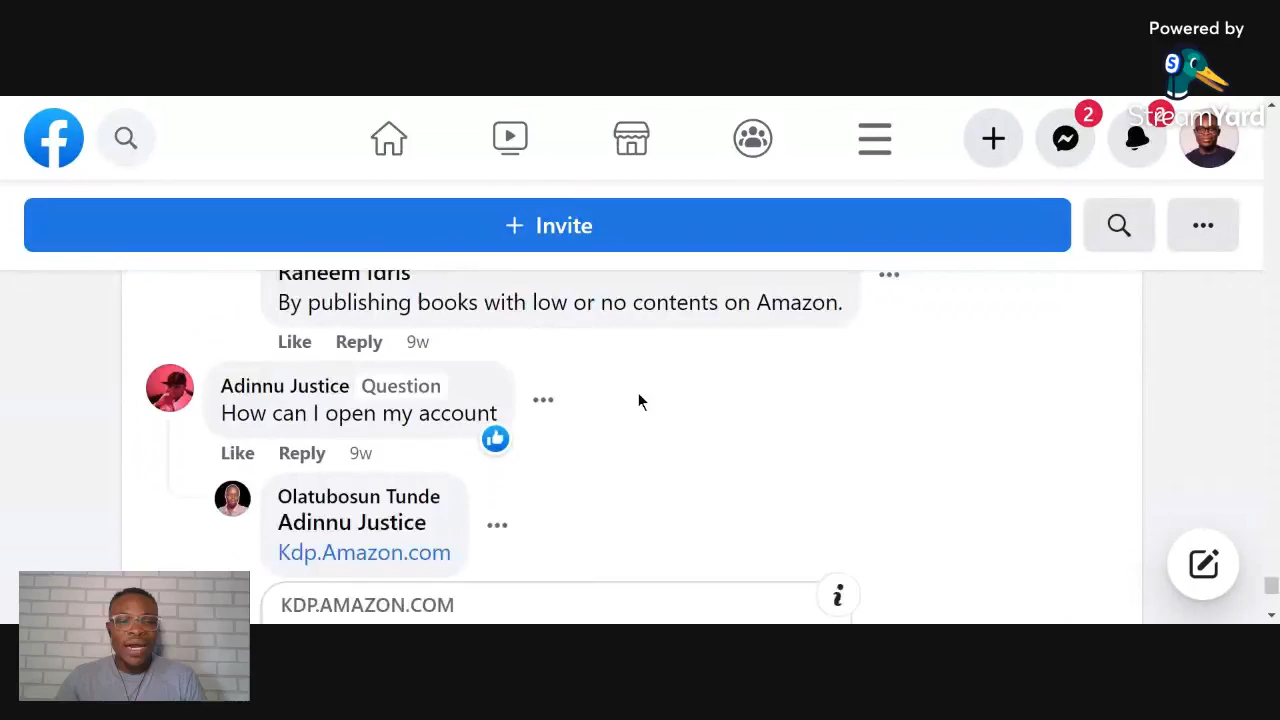 Powered by
S
StreamYard
2
2
+ Invite
Raheem Idris
By publishing books with low or no contents on Amazon.
Like Reply 9w
Adinnu Justice Question
How can I open my account
Like Reply 9w
Olatubosun Tunde
Adinnu Justice
Kdp.Amazon.com
KDP.AMAZON.COM